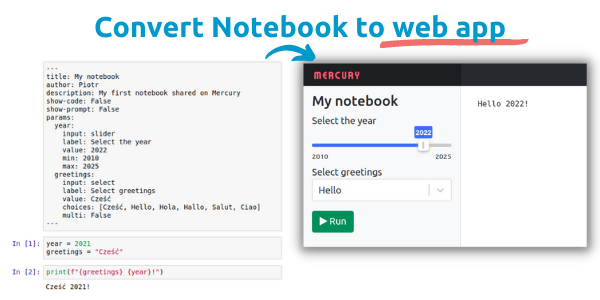 Convert Notebook to web app
---
title: My notebook
author: Piotr
description: My first notebook shared on Mercury
show-code: False
show-prompt: False
params:
  year:
    input: slider
    label: Select the year
    value: 2022
    min: 2010
    max: 2025
  greetings:
    input: select
    label: Select greetings
    value: Cześć
    choices: [Cześć, Hello, Hola, Hallo, Salut, Ciao]
    multi: False
---
In [1]: year = 2021
greetings = "Cześć"
In [2]: print(f"{greetings} {year}!")
Cześć 2021!
MERCURY
My notebook
Select the year
2022
2010 2025
Select greetings
Hello
Run
Hello 2022!